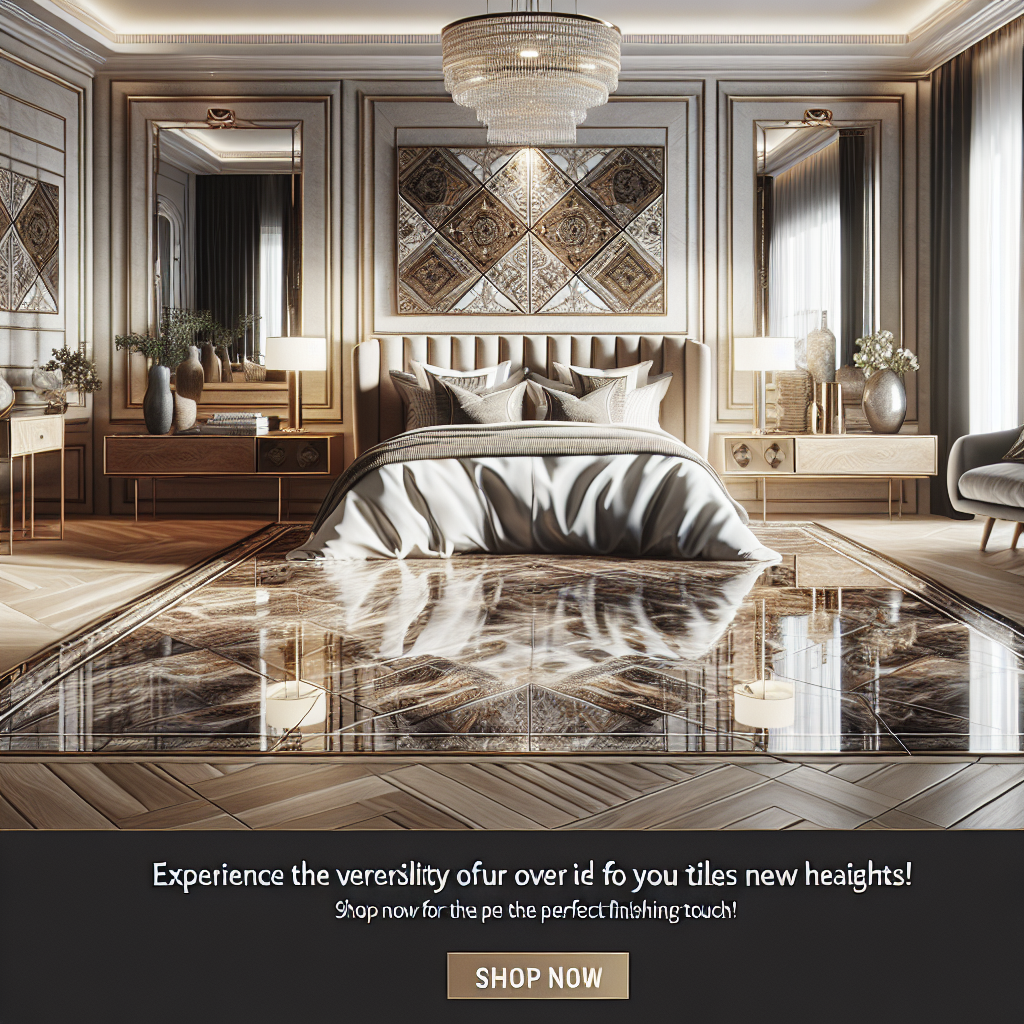 Experience the verersility ofur over id fo you tiles new heaights!
Shop now for the pe the perfect finlshing touch!
SHOP NOW